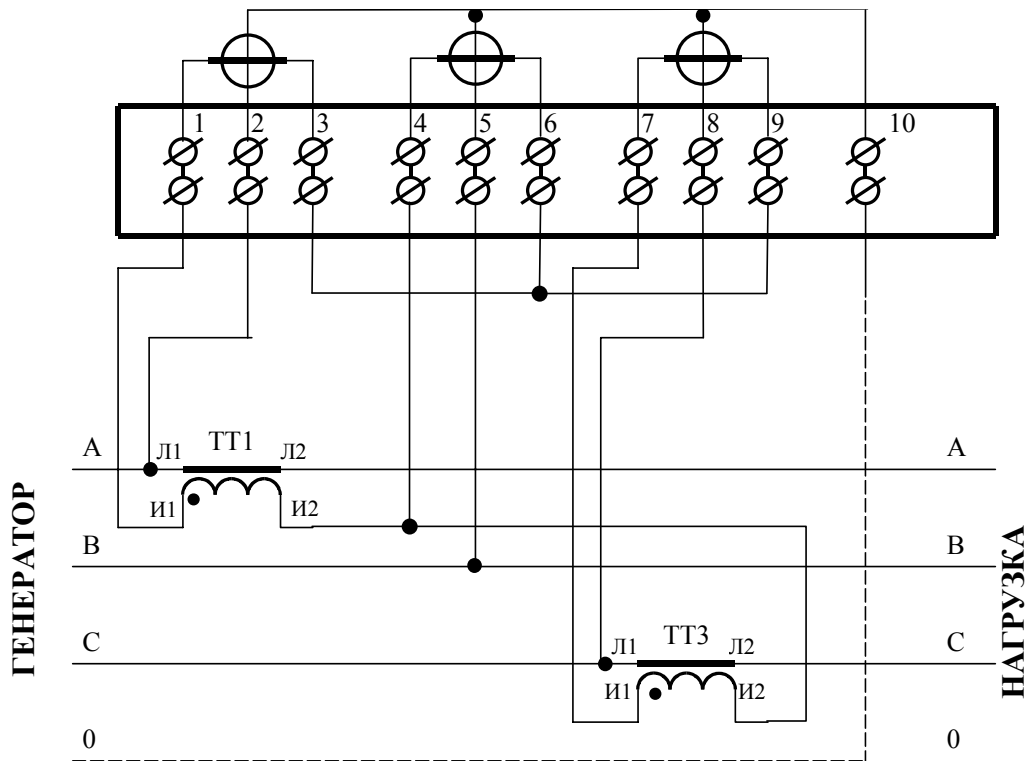 1 2 3 4 5 6 7 8 9 10
А Л1 ТТ1 Л2 А
И1 И2
В В
ГЕНЕРАТОР
НАГРУЗКА
С Л1 ТТ3 Л2 С
И1 И2
0 0